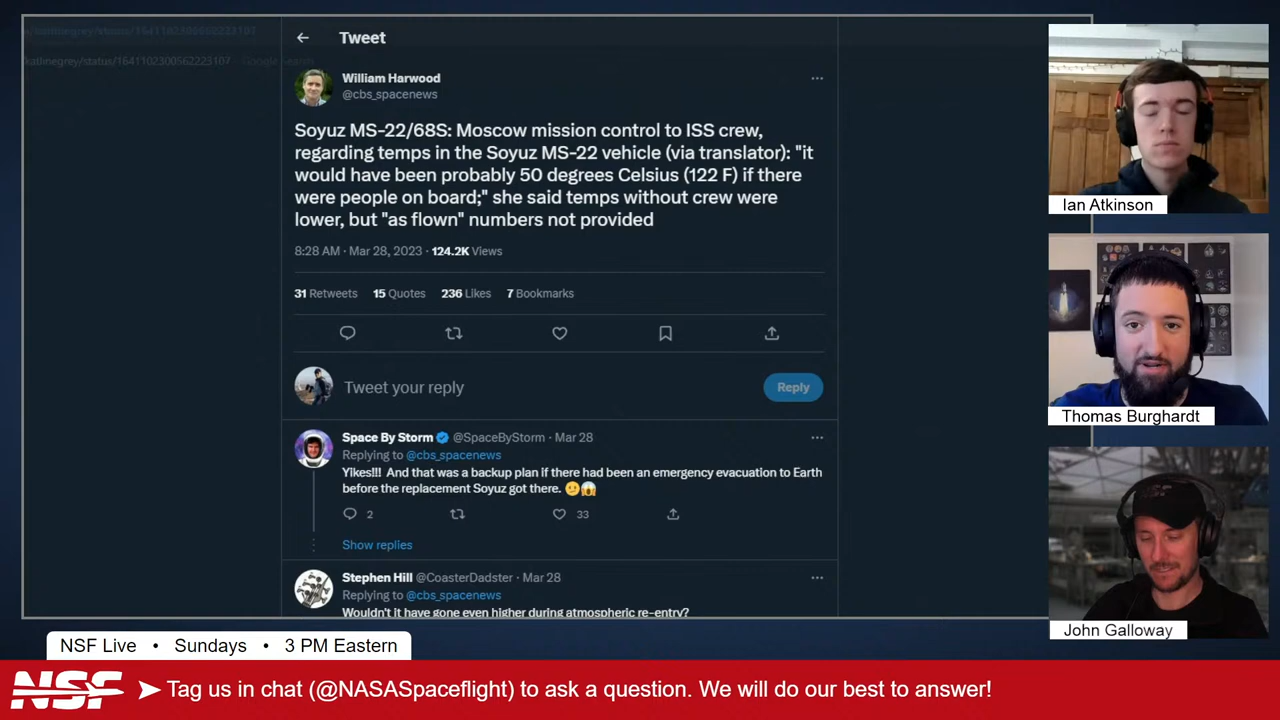 /status/1641102300562223107
katlinegrey/status/1641102300562223107 Google Search
Tweet
William Harwood
@cbs_spacenews
Soyuz MS-22/68S: Moscow mission control to ISS crew,
regarding temps in the Soyuz MS-22 vehicle (via translator): "it
would have been probably 50 degrees Celsius (122 F) if there
were people on board;" she said temps without crew were
lower, but "as flown" numbers not provided
8:28 AM · Mar 28, 2023 · 124.2K Views
31 Retweets 15 Quotes 236 Likes 7 Bookmarks
Tweet your reply
Reply
Space By Storm @SpaceByStorm · Mar 28
Replying to @cbs_spacenews
Yikes!!! And that was a backup plan if there had been an emergency evacuation to Earth
before the replacement Soyuz got there. 😕😱
2 33
Show replies
Stephen Hill @CoasterDadster · Mar 28
Replying to @cbs_spacenews
Wouldn't it have gone even higher during atmospheric re-entry?
Ian Atkinson
Thomas Burghardt
John Galloway
NSF Live • Sundays • 3 PM Eastern
NSF
Tag us in chat (@NASASpaceflight) to ask a question. We will do our best to answer!